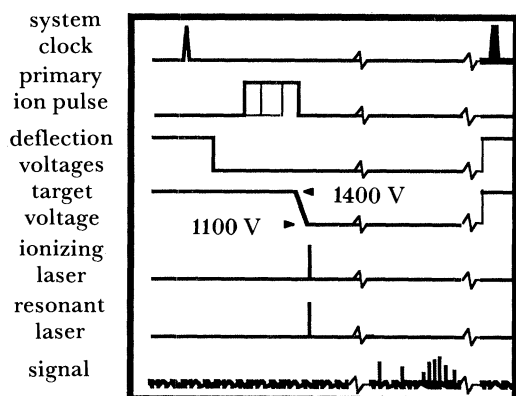 system
clock
primary
ion pulse
deflection
voltages
target
voltage
1400 V
1100 V
ionizing
laser
resonant
laser
signal